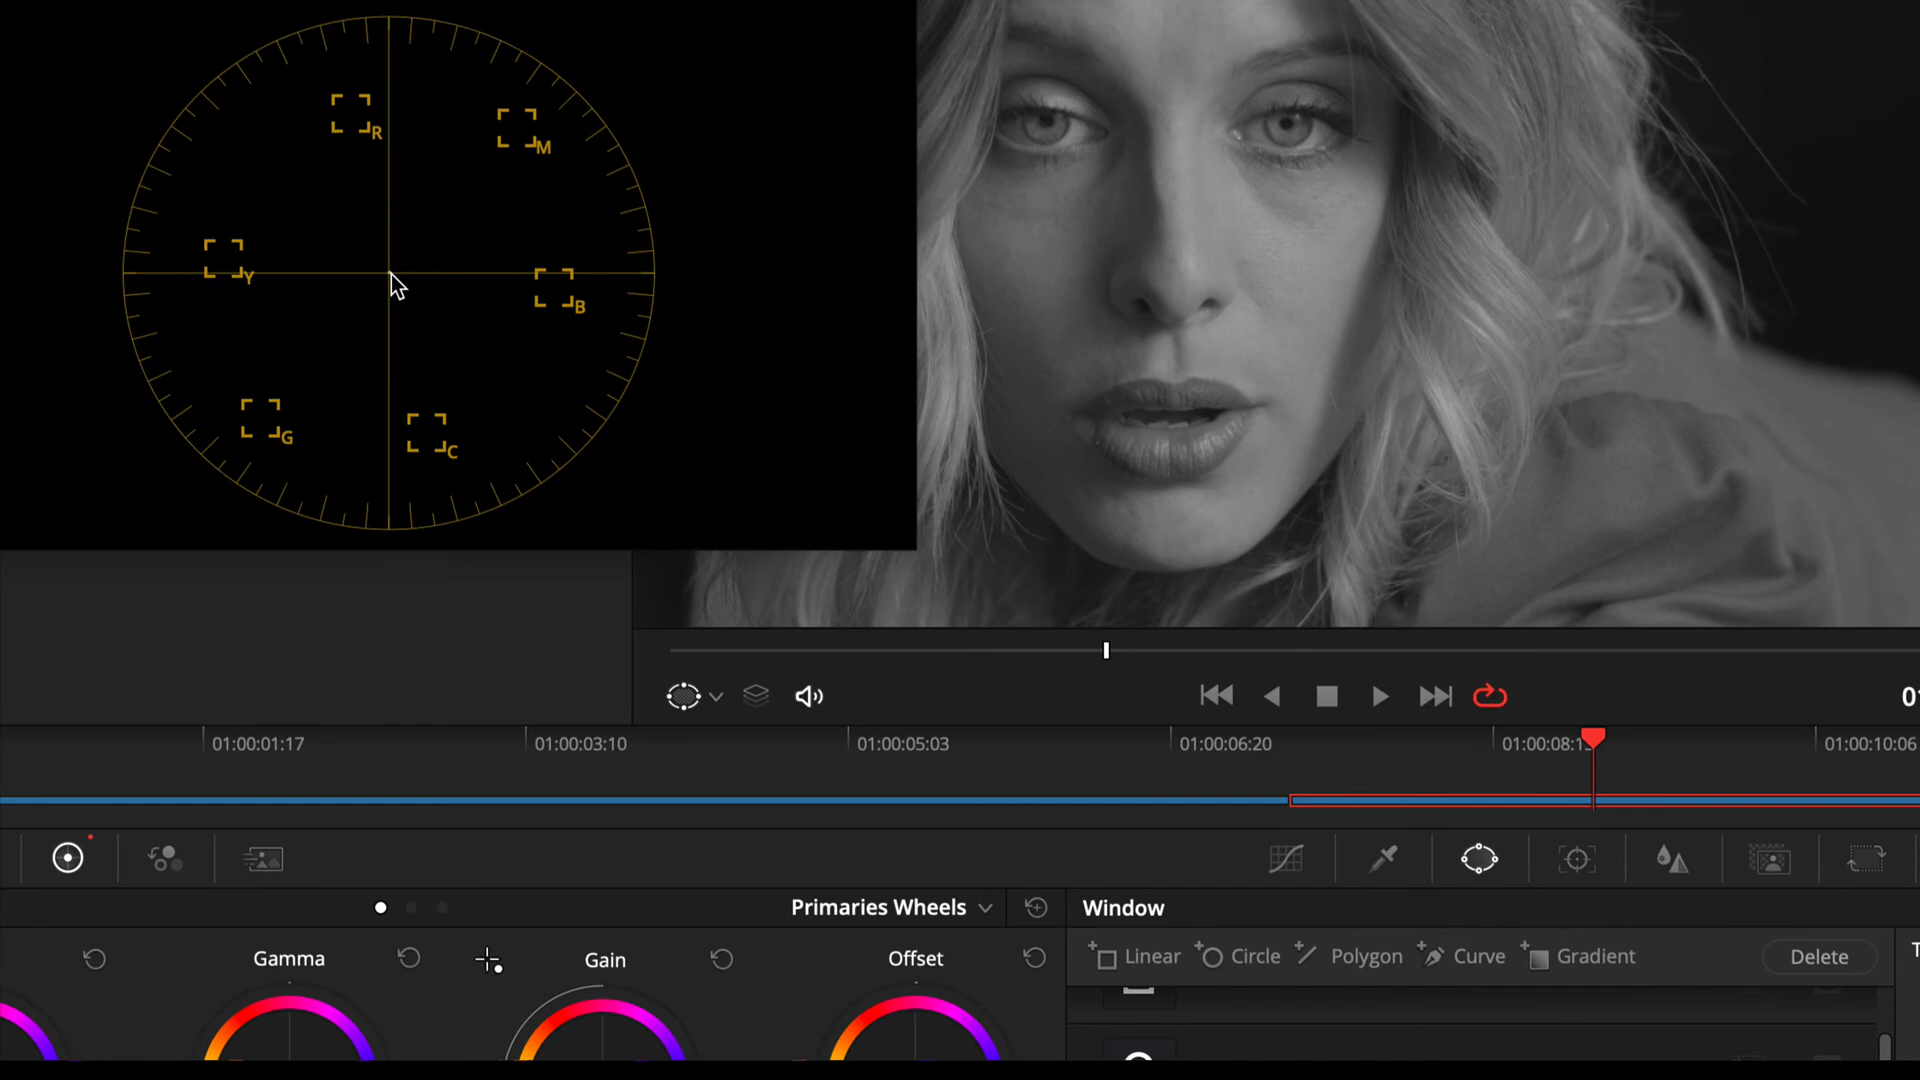 R
M
Y
B
G
C
01:00:01:17
01:00:03:10
01:00:05:03
01:00:06:20
01:00:10:06
Primaries Wheels
Window
Gamma
Gain
Offset
Linear
Circle
Polygon
Curve
Gradient
Delete